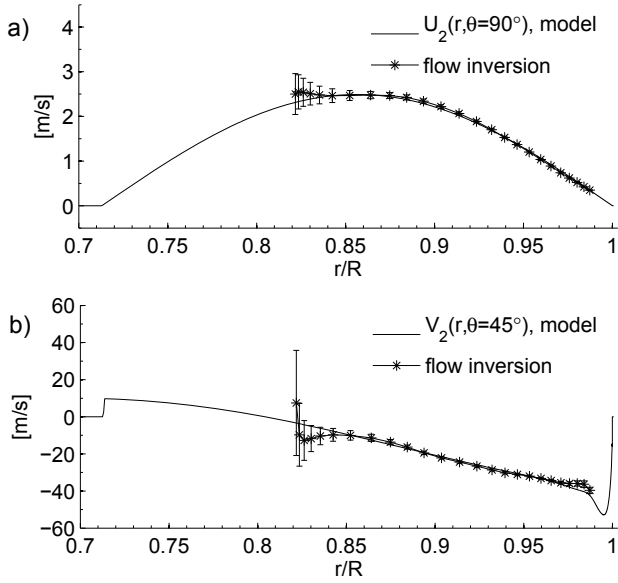 a)
U₂(r,θ=90°), model
flow inversion
[m/s]
4
3
2
1
0
0.7 0.75 0.8 0.85 0.9 0.95 1
r/R
b)
V₂(r,θ=45°), model
flow inversion
[m/s]
60
40
20
0
−20
−40
−60
0.7 0.75 0.8 0.85 0.9 0.95 1
r/R